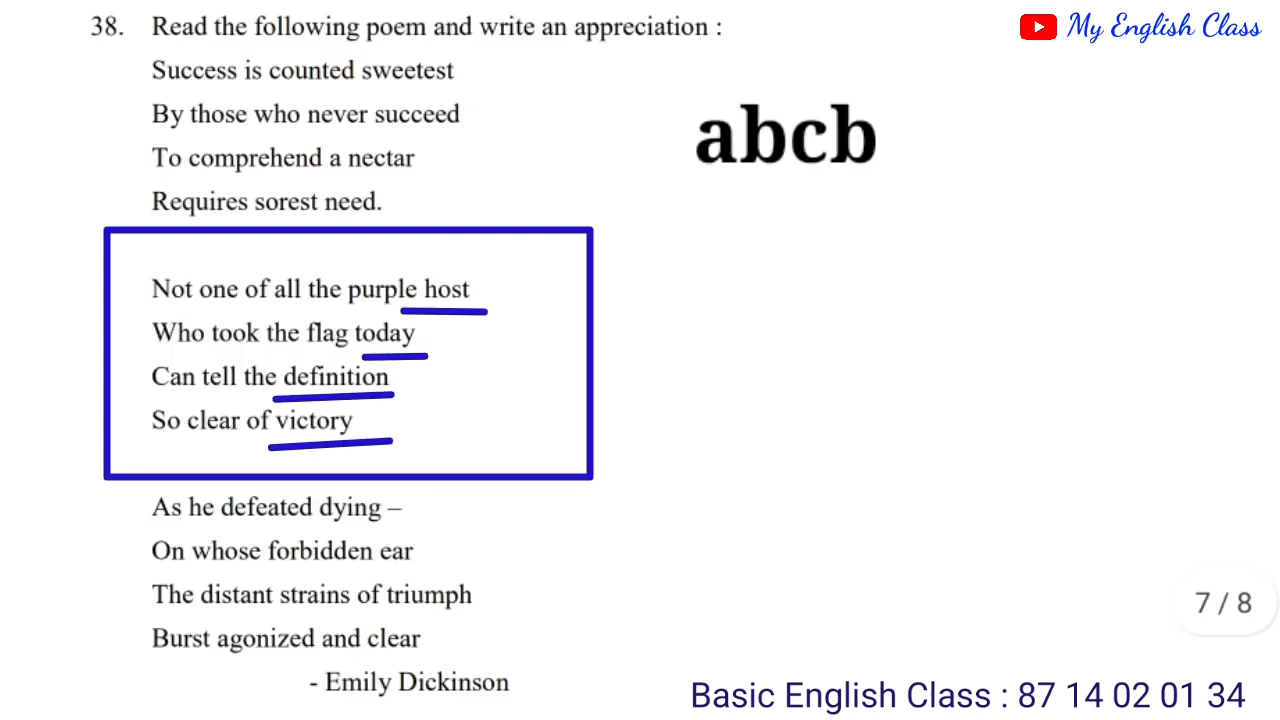 38. Read the following poem and write an appreciation :
My English Class
Success is counted sweetest
By those who never succeed
To comprehend a nectar
Requires sorest need.
abcb
Not one of all the purple host
Who took the flag today
Can tell the definition
So clear of victory
As he defeated dying –
On whose forbidden ear
The distant strains of triumph
Burst agonized and clear
- Emily Dickinson
7 / 8
Basic English Class : 87 14 02 01 34